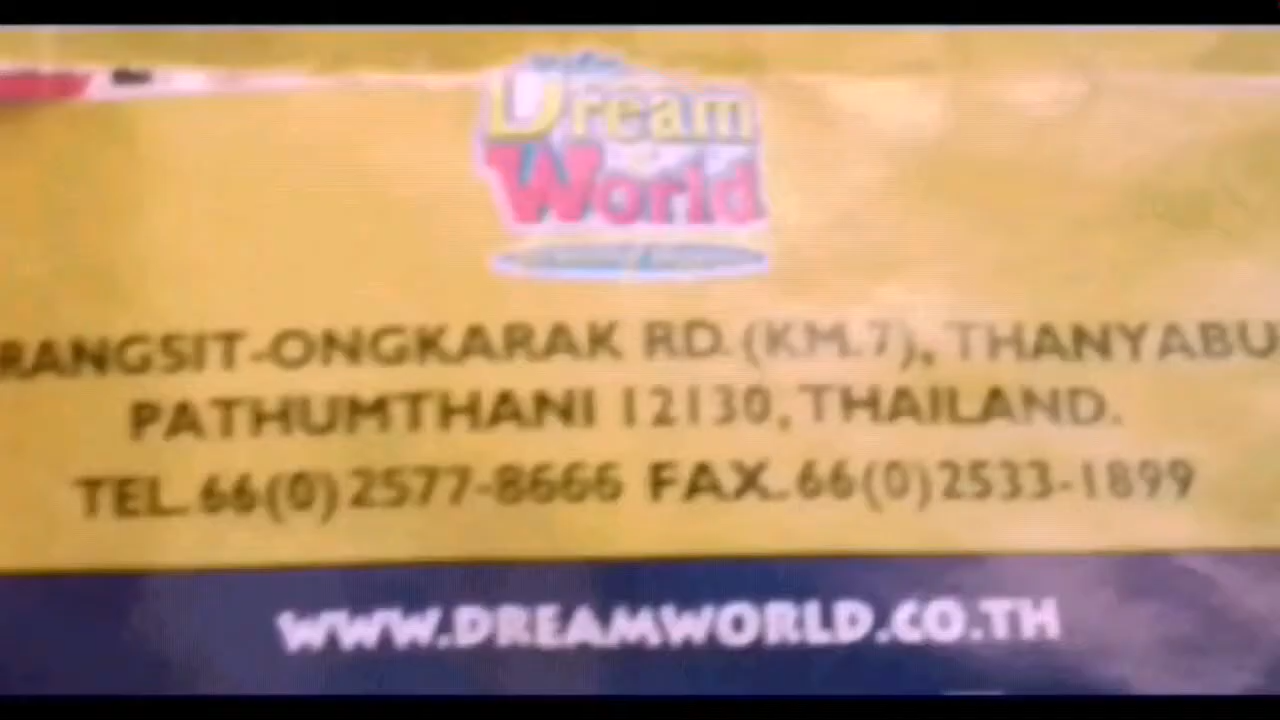 Dream
World
RANGSIT-ONGKARAK RD.(KM.7), THANYABU
PATHUMTHANI 12130, THAILAND.
TEL.66(0)2577-8666 FAX.66(0)2533-1899
WWW.DREAMWORLD.CO.TH